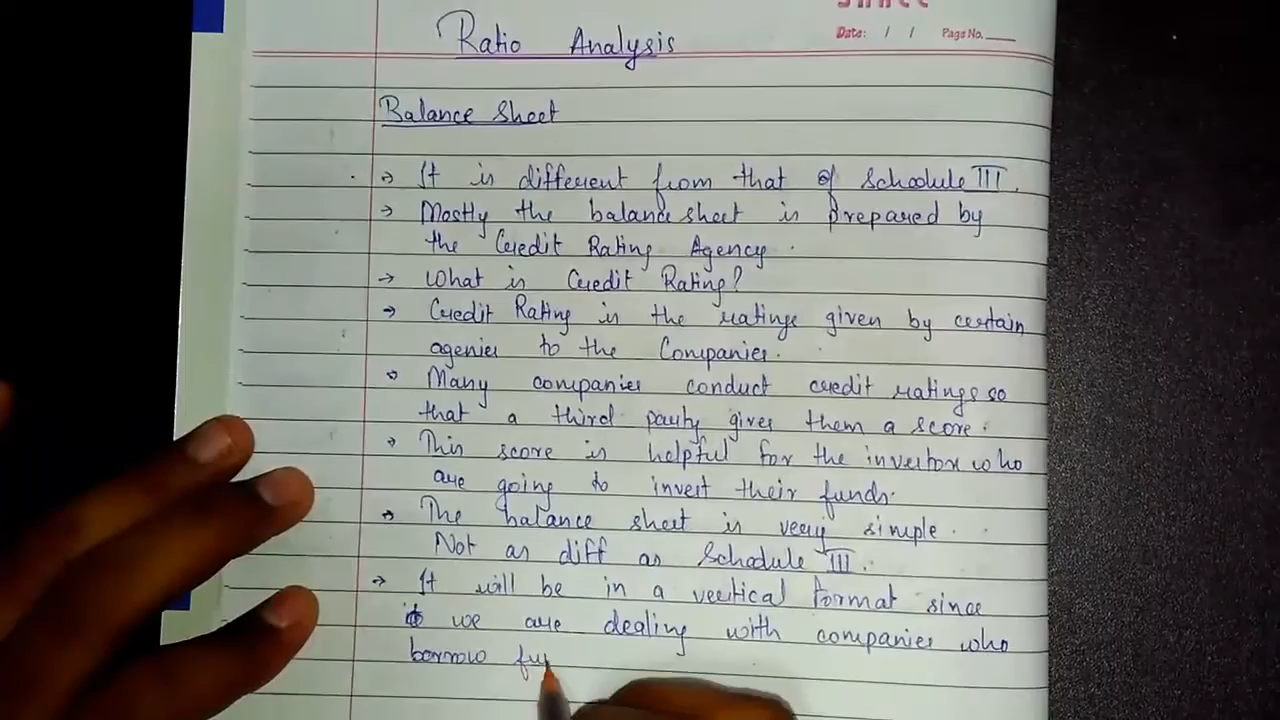 Date: / / Page No.
Ratio Analysis
Balance Sheet
→ It is different from that of Schedule III.
→ Mostly the balance sheet is Prepared by
the Credit Rating Agency.
→ What is Credit Rating?
→ Credit Rating is the ratings given by certain
agenies to the Companies.
→ Many companies conduct credit ratings so
that a third party gives them a score.
→ This score is helpful for the investor who
are going to invest their funds.
→ The balance sheet is very simple.
Not as diff as Schedule III.
→ It will be in a vertical format since
we are dealing with companies who
borrow fu